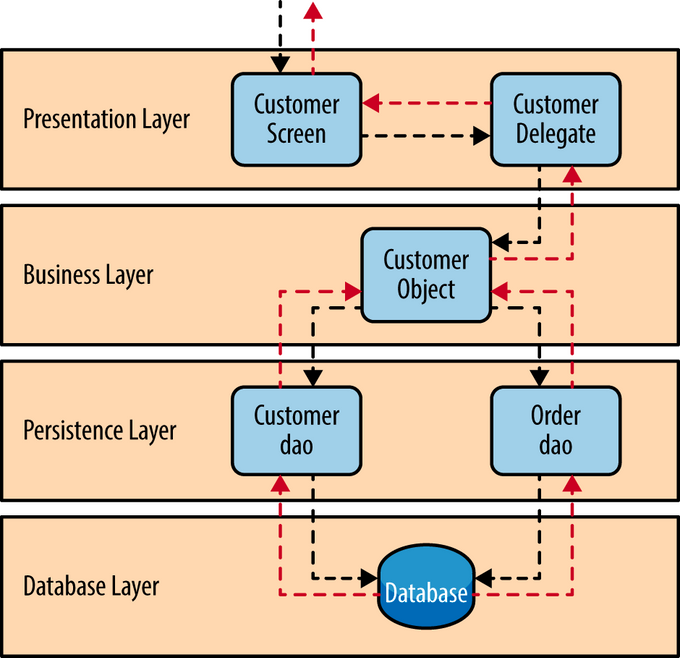 Presentation Layer
Customer
Screen
Customer
Delegate
Business Layer
Customer
Object
Persistence Layer
Customer
dao
Order
dao
Database Layer
Database